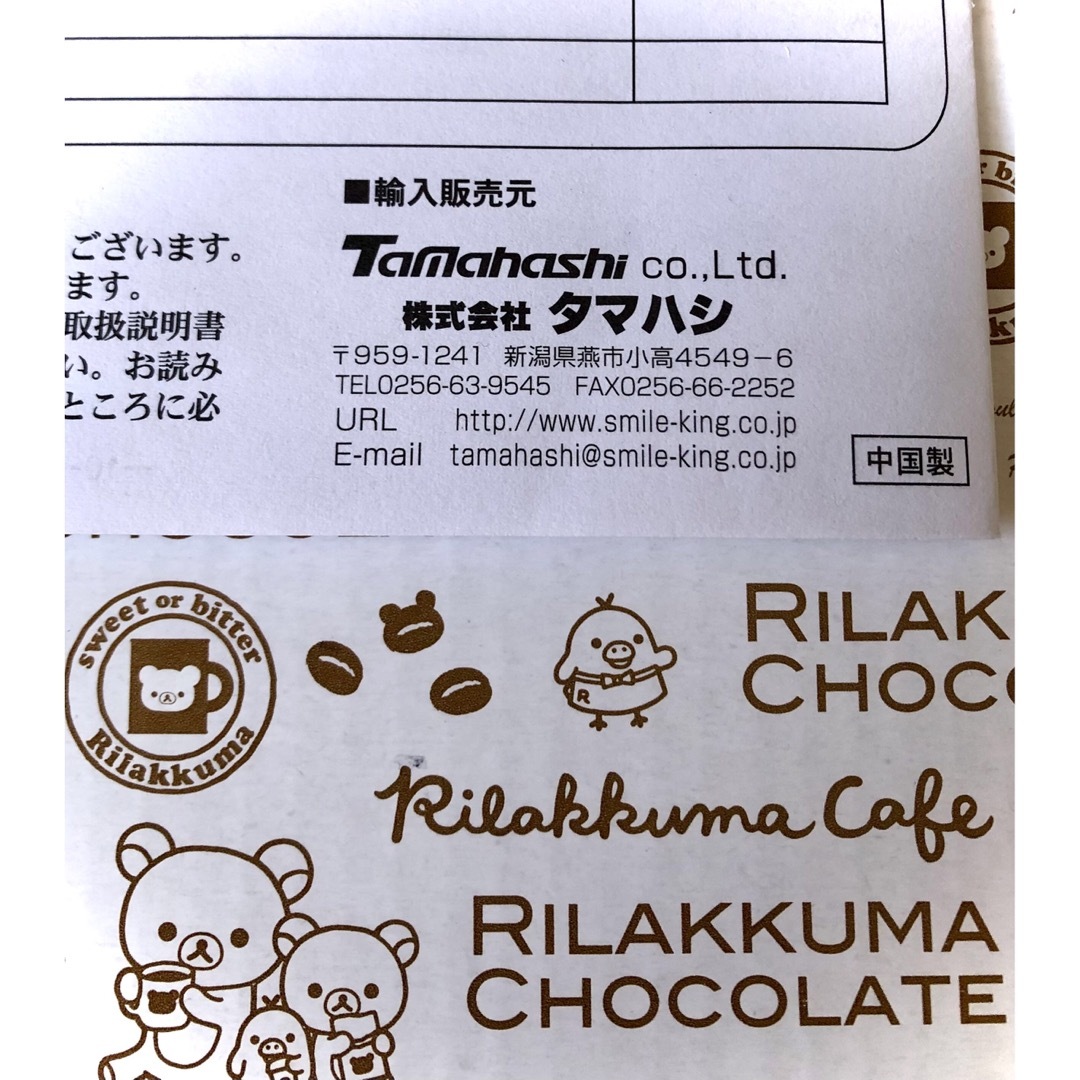 ■輸入販売元
Tamahashi co.,Ltd.
株式会社 タマハシ
〒959-1241 新潟県燕市小高4549-6
TEL0256-63-9545 FAX0256-66-2252
URL http://www.smile-king.co.jp
E-mail tamahashi@smile-king.co.jp
中国製
ございます。
ます。
取扱説明書
い。お読み
ところに必
sweet or bitter
Rilakkuma
R
RILAK
CHOC
Rilakkuma Cafe
RILAKKUMA
CHOCOLATE